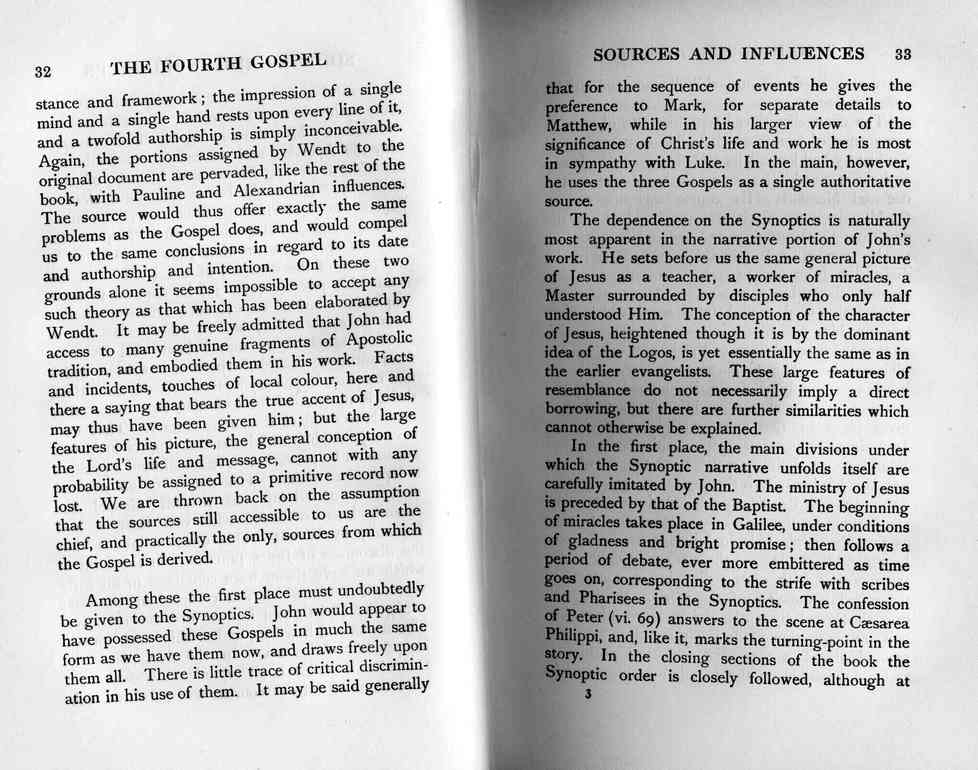 32 THE FOURTH GOSPEL
stance and framework; the impression of a single
mind and a single hand rests upon every line of it,
and a twofold authorship is simply inconceivable.
Again, the portions assigned by Wendt to the
original document are pervaded, like the rest of the
book, with Pauline and Alexandrian influences.
The source would thus offer exactly the same
problems as the Gospel does, and would compel
us to the same conclusions in regard to its date
and authorship and intention. On these two
grounds alone it seems impossible to accept any
such theory as that which has been elaborated by
Wendt. It may be freely admitted that John had
access to many genuine fragments of Apostolic
tradition, and embodied them in his work. Facts
and incidents, touches of local colour, here and
there a saying that bears the true accent of Jesus,
may thus have been given him; but the large
features of his picture, the general conception of
the Lord's life and message, cannot with any
probability be assigned to a primitive record now
lost. We are thrown back on the assumption
that the sources still accessible to us are the
chief, and practically the only, sources from which
the Gospel is derived.
Among these the first place must undoubtedly
be given to the Synoptics. John would appear to
have possessed these Gospels in much the same
form as we have them now, and draws freely upon
them all. There is little trace of critical discrimin-
ation in his use of them. It may be said generally
SOURCES AND INFLUENCES 33
that for the sequence of events he gives the
preference to Mark, for separate details to
Matthew, while in his larger view of the
significance of Christ's life and work he is most
in sympathy with Luke. In the main, however,
he uses the three Gospels as a single authoritative
source.
The dependence on the Synoptics is naturally
most apparent in the narrative portion of John's
work. He sets before us the same general picture
of Jesus as a teacher, a worker of miracles, a
Master surrounded by disciples who only half
understood Him. The conception of the character
of Jesus, heightened though it is by the dominant
idea of the Logos, is yet essentially the same as in
the earlier evangelists. These large features of
resemblance do not necessarily imply a direct
borrowing, but there are further similarities which
cannot otherwise be explained.
In the first place, the main divisions under
which the Synoptic narrative unfolds itself are
carefully imitated by John. The ministry of Jesus
is preceded by that of the Baptist. The beginning
of miracles takes place in Galilee, under conditions
of gladness and bright promise; then follows a
period of debate, ever more embittered as time
goes on, corresponding to the strife with scribes
and Pharisees in the Synoptics. The confession
of Peter (vi. 69) answers to the scene at Cæsarea
Philippi, and, like it, marks the turning-point in the
story. In the closing sections of the book the
Synoptic order is closely followed, although at
3